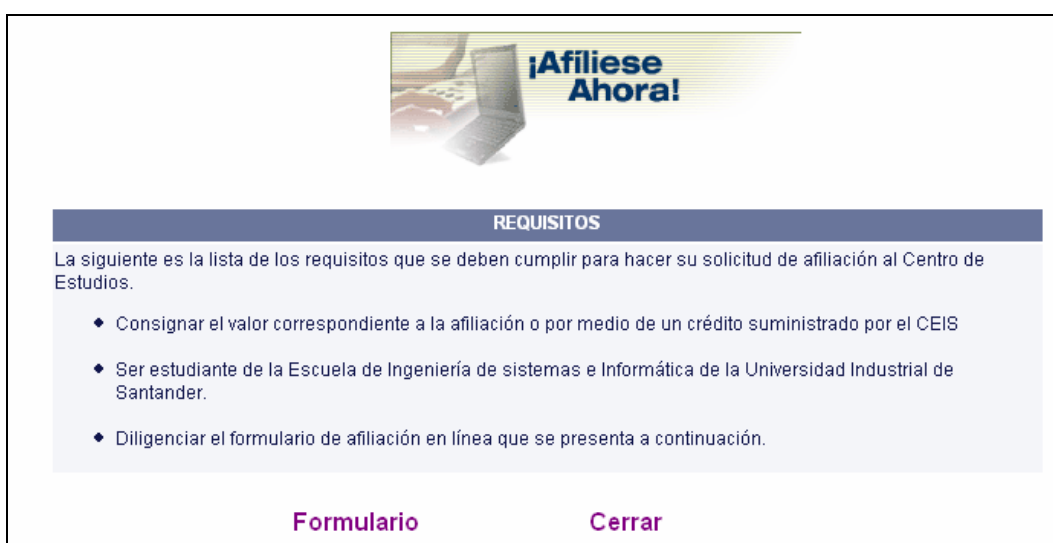 ¡Afíliese
Ahora!
REQUISITOS
La siguiente es la lista de los requisitos que se deben cumplir para hacer su solicitud de afiliación al Centro de
Estudios.
Consignar el valor correspondiente a la afiliación o por medio de un crédito suministrado por el CEIS
Ser estudiante de la Escuela de Ingeniería de sistemas e Informática de la Universidad Industrial de
Santander.
Diligenciar el formulario de afiliación en línea que se presenta a continuación.
Formulario Cerrar